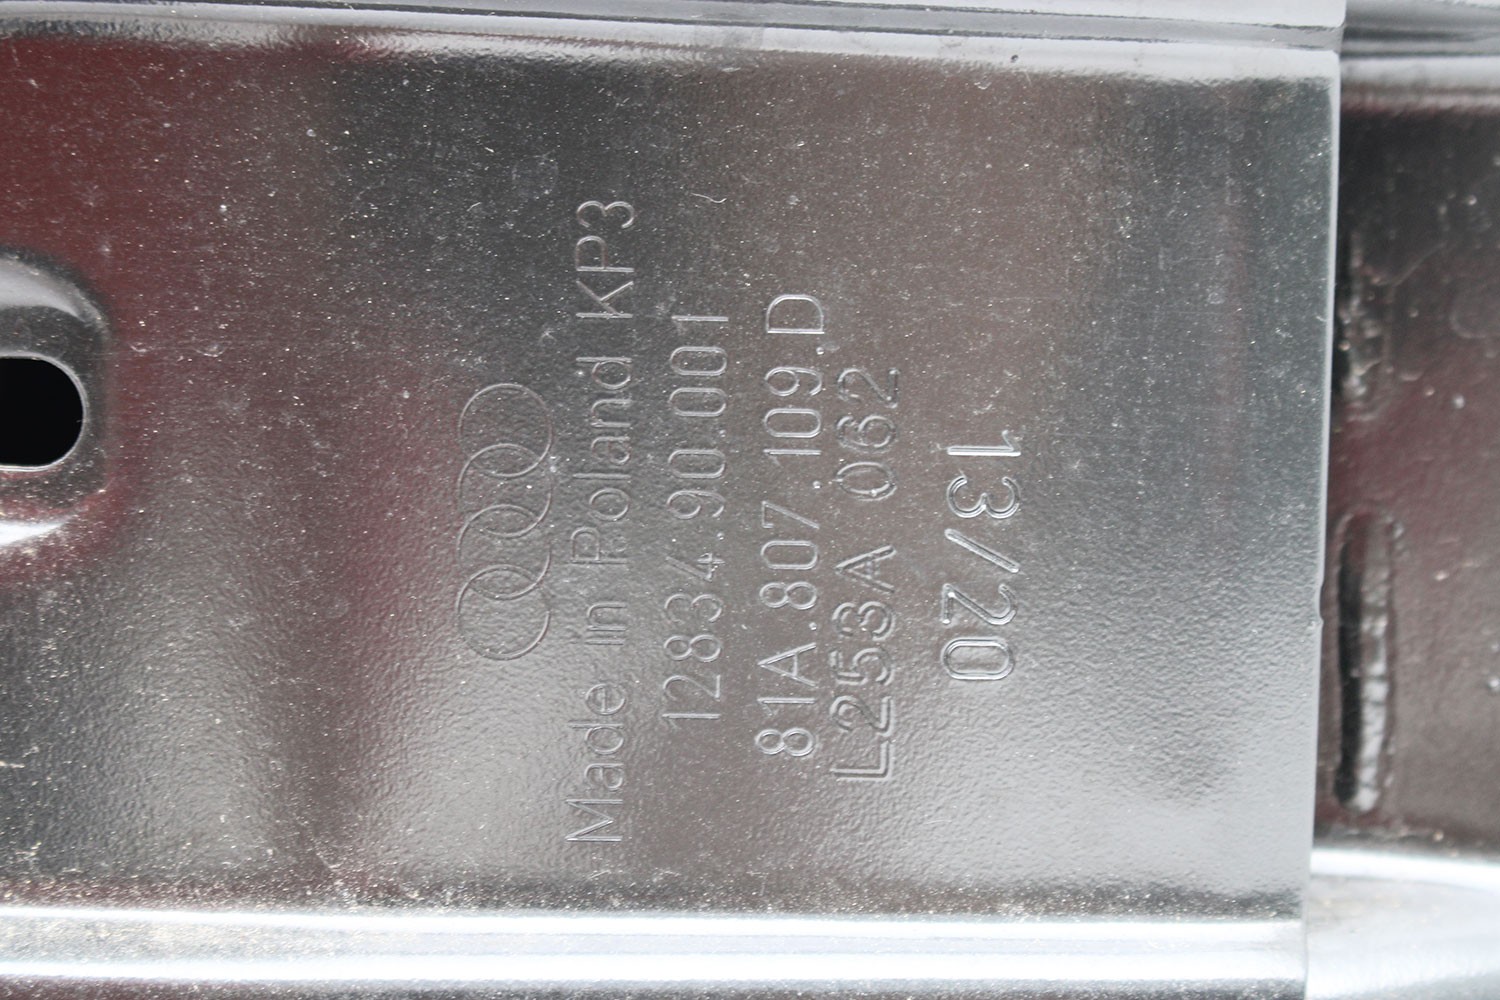 Made in Poland KP3
12834.90.001
81A.807.109.D
L253A 062
13/20